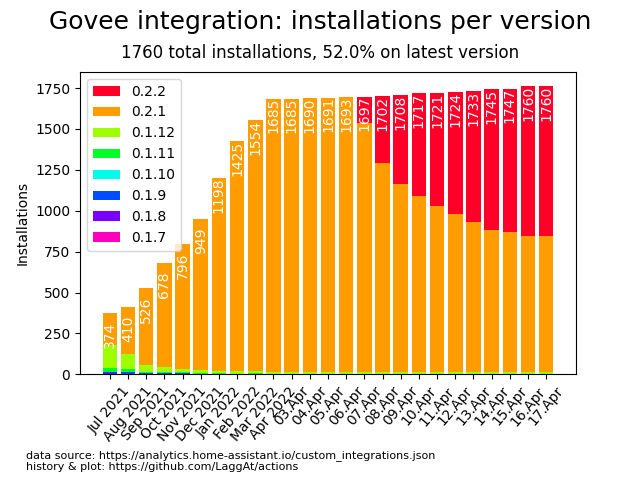 Govee integration: installations per version
1760 total installations, 52.0% on latest version
Installations
1750
1500
1250
1000
750
500
250
0
0.2.2
0.2.1
0.1.12
0.1.11
0.1.10
0.1.9
0.1.8
0.1.7
374
410
526
678
796
949
1198
1425
1554
1685
1685
1690
1691
1693
1697
1702
1708
1717
1721
1724
1733
1745
1747
1760
1760
Jul 2021
Aug 2021
Sep 2021
Oct 2021
Nov 2021
Dec 2021
Jan 2022
Feb 2022
Mar 2022
Apr 2022
03.Apr
04.Apr
05.Apr
06.Apr
07.Apr
08.Apr
09.Apr
10.Apr
11.Apr
12.Apr
13.Apr
14.Apr
15.Apr
16.Apr
17.Apr
data source: https://analytics.home-assistant.io/custom_integrations.json
history & plot: https://github.com/LaggAt/actions